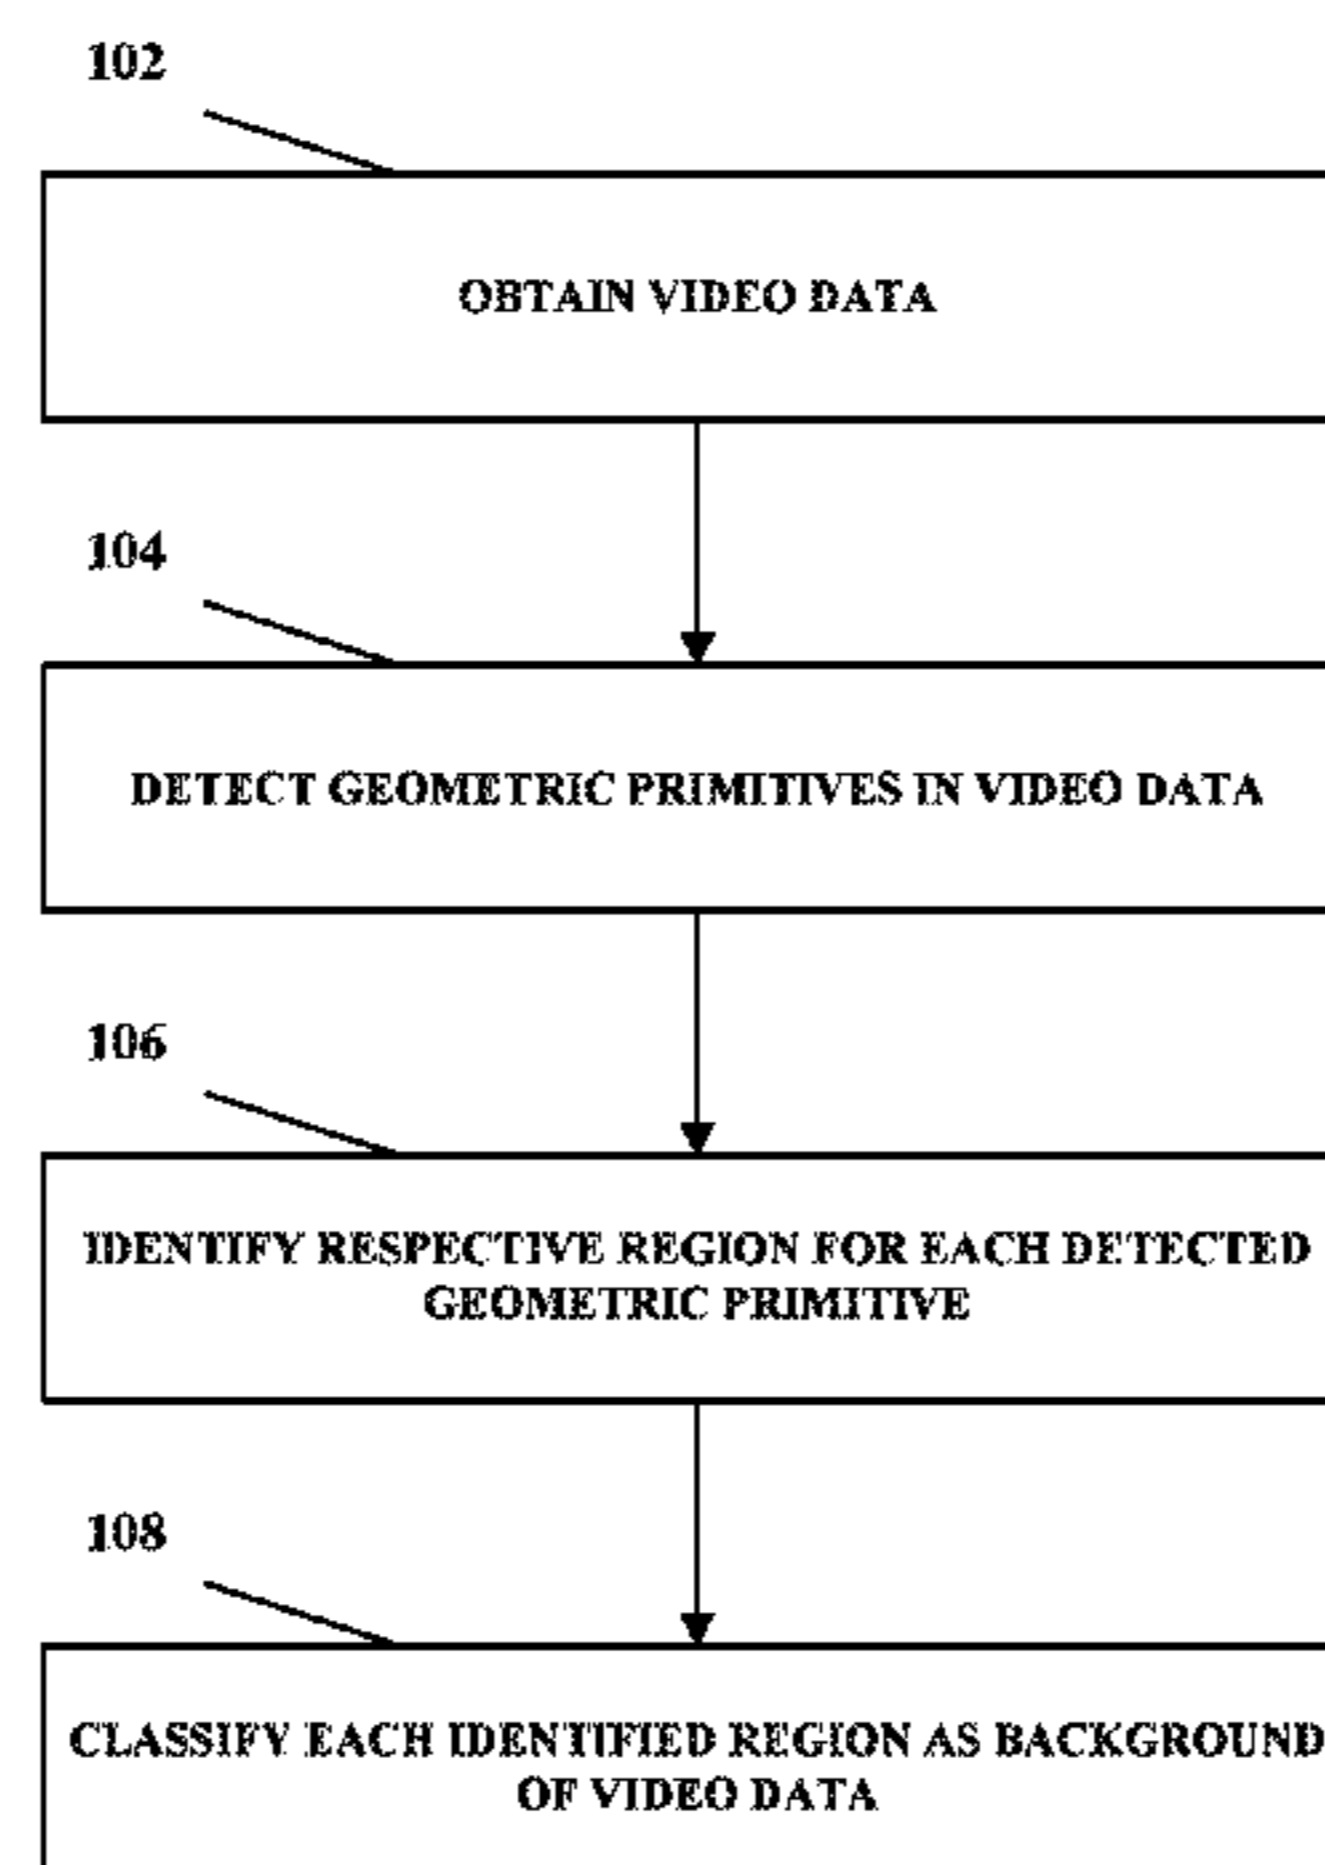 102
OBTAIN VIDEO DATA
104
DETECT GEOMETRIC PRIMITIVES IN VIDEO DATA
106
IDENTIFY RESPECTIVE REGION FOR EACH DETECTED
GEOMETRIC PRIMITIVE
108
CLASSIFY EACH IDENTIFIED REGION AS BACKGROUND
OF VIDEO DATA